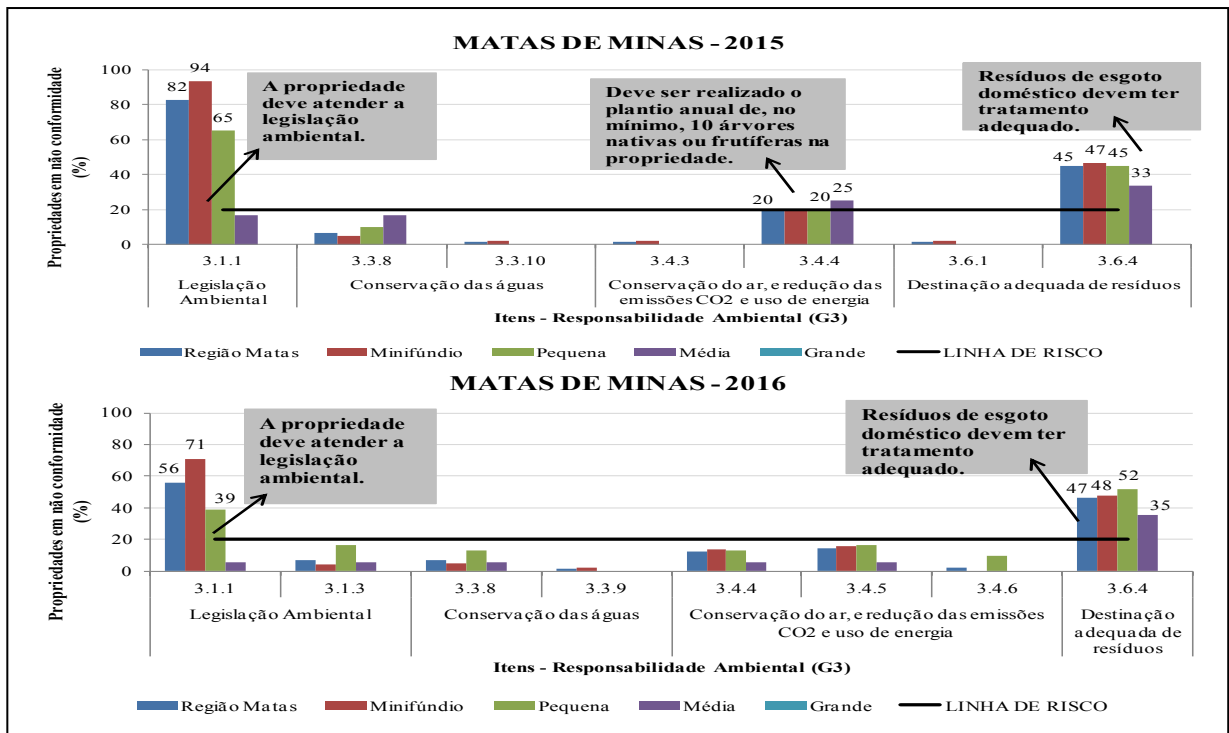 MATAS DE MINAS - 2015
Propriedades em não conformidade
(%)
100
80
60
40
20
0
82
94
65
A propriedade
deve atender a
legislação
ambiental.
Deve ser realizado o
plantio anual de, no
mínimo, 10 árvores
nativas ou frutíferas na
propriedade.
20
20
25
Resíduos de esgoto
doméstico devem ter
tratamento
adequado.
45
47
45
33
3.1.1
3.3.8
3.3.10
3.4.3
3.4.4
3.6.1
3.6.4
Legislação
Ambiental
Conservação das águas
Conservação do ar, e redução das
emissões CO2 e uso de energia
Destinação adequada de resíduos
Itens - Responsabilidade Ambiental (G3)
Região Matas
Minifúndio
Pequena
Média
Grande
LINHA DE RISCO
MATAS DE MINAS - 2016
Propriedades em não conformidade
(%)
100
80
60
40
20
0
56
71
39
A propriedade
deve atender a
legislação
ambiental.
Resíduos de esgoto
doméstico devem ter
tratamento
adequado.
47
48
52
35
3.1.1
3.1.3
3.3.8
3.3.9
3.4.4
3.4.5
3.4.6
3.6.4
Legislação Ambiental
Conservação das águas
Conservação do ar, e redução das emissões
CO2 e uso de energia
Destinação
adequada de
resíduos
Itens - Responsabilidade Ambiental (G3)
Região Matas
Minifúndio
Pequena
Média
Grande
LINHA DE RISCO